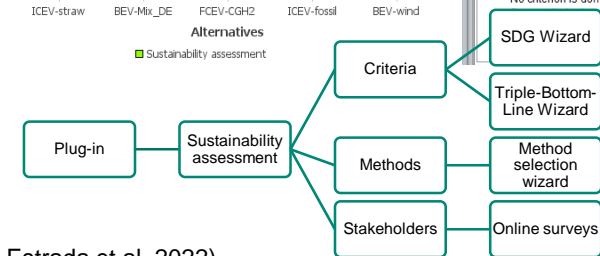 ICEV-straw BEV-Mix_DE FCEV-CGH2 ICEV-fossil BEV-wind
Alternatives
Sustainability assessment
Plug-in
Sustainability
assessment
Criteria
Methods
Stakeholders
SDG Wizard
Triple-Bottom-
Line Wizard
Method
selection
wizard
Online surveys